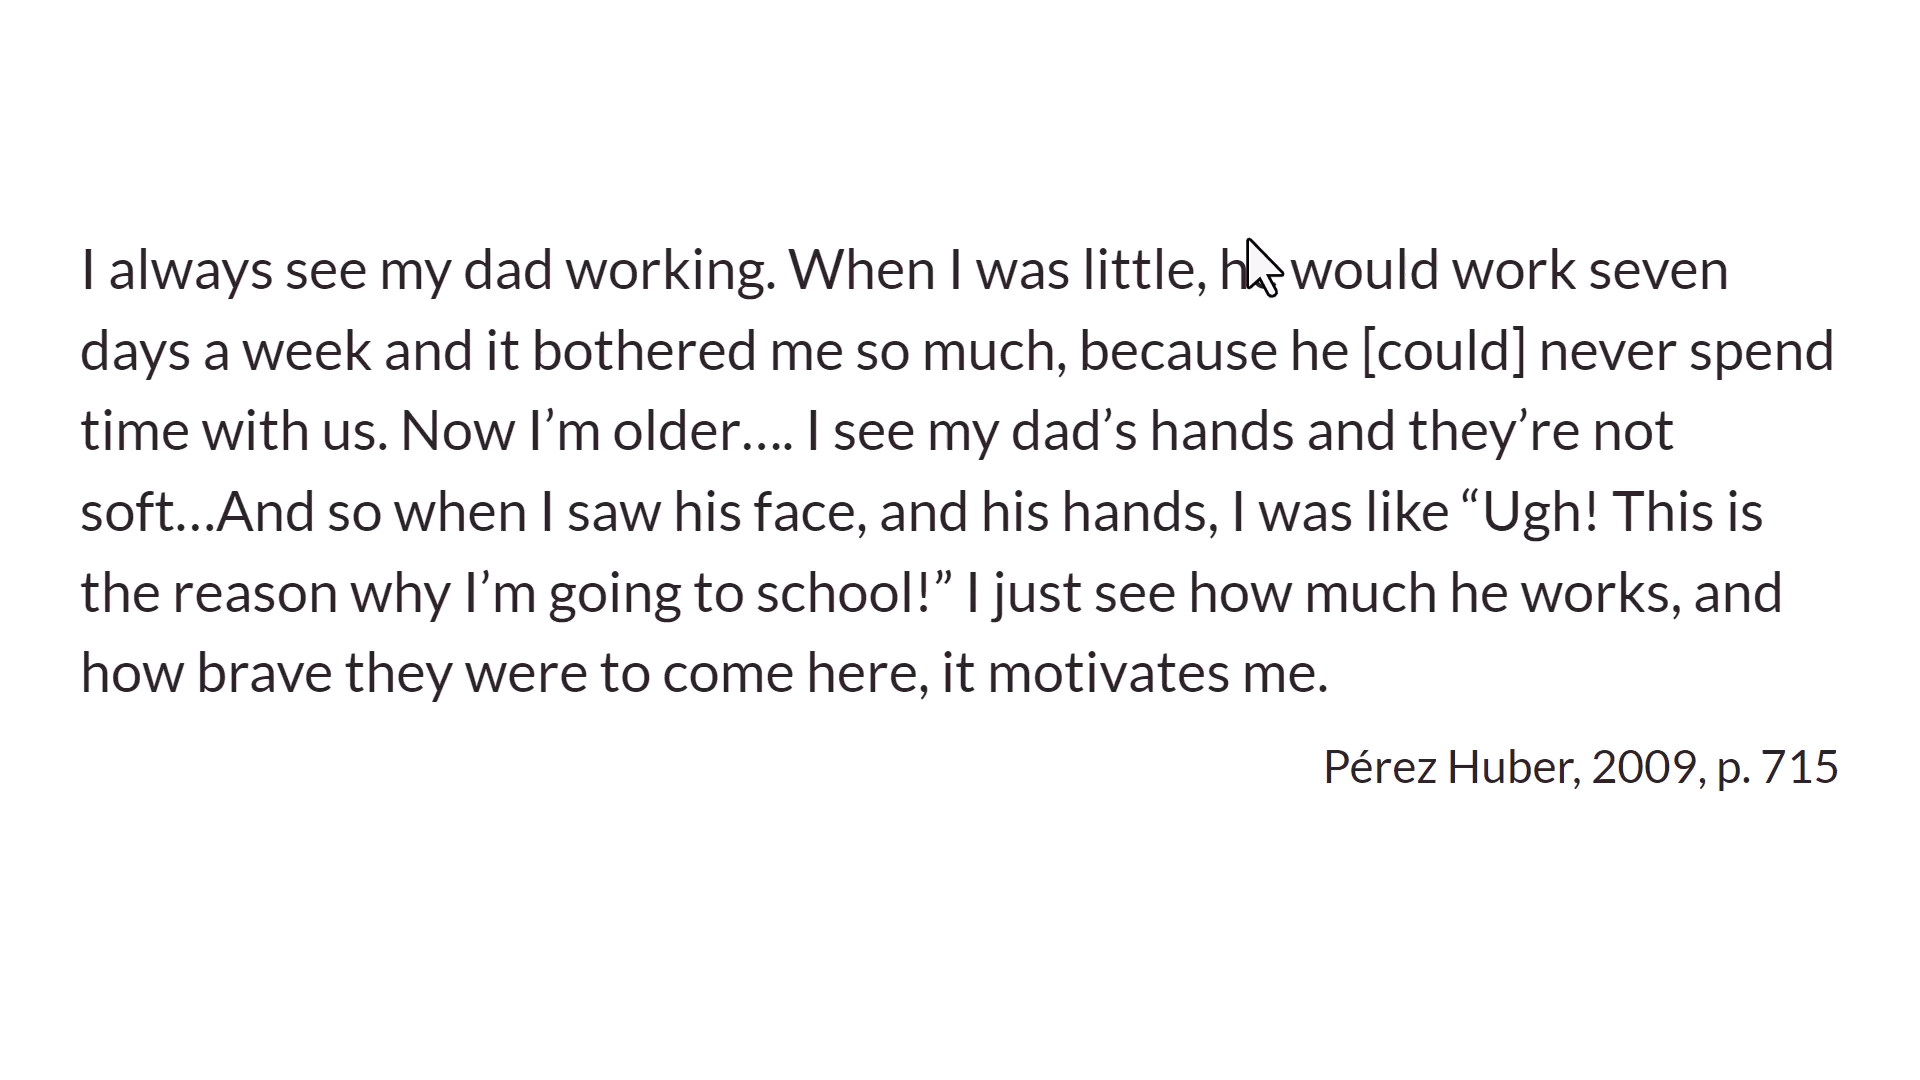 I always see my dad working. When I was little, he would work seven
days a week and it bothered me so much, because he [could] never spend
time with us. Now I’m older…. I see my dad’s hands and they’re not
soft…And so when I saw his face, and his hands, I was like “Ugh! This is
the reason why I’m going to school!” I just see how much he works, and
how brave they were to come here, it motivates me.
Pérez Huber, 2009, p. 715